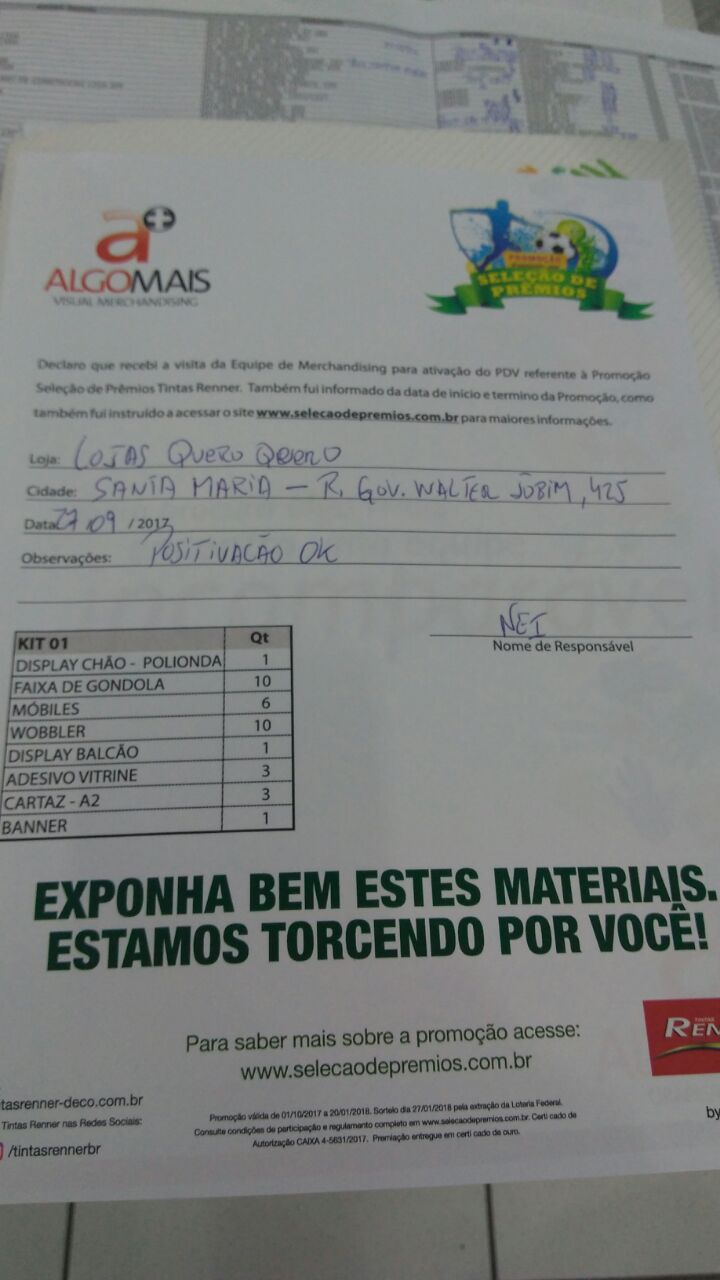 a+
ALGOMAIS
VISUAL MERCHANDISING
PROMOÇÃO
SELEÇÃO DE
PRÊMIOS
Declaro que recebi a visita da Equipe de Merchandising para ativação do PDV referente à Promoção
Seleção de Prêmios Tintas Renner. Também fui informado da data de inicio e termino da Promoção, como
também fui instruído a acessar o site www.selecaodepremios.com.br para maiores informações.
Loja: LOJAS QUERO QUERO
Cidade: SANTA MARIA - R. GOV. WALTER JOBIM, 425
Data 27/09 / 2017
Observações: POSITIVAÇÃO OK
NEI
Nome de Responsável
KIT 01 Qt
DISPLAY CHÃO - POLIONDA 1
FAIXA DE GONDOLA 10
MÓBILES 6
WOBBLER 10
DISPLAY BALCÃO 1
ADESIVO VITRINE 3
CARTAZ - A2 3
BANNER 1
EXPONHA BEM ESTES MATERIAIS.
ESTAMOS TORCENDO POR VOCÊ!
Para saber mais sobre a promoção acesse:
www.selecaodepremios.com.br
TINTAS
REN
tasrenner-deco.com.br
Tintas Renner nas Redes Sociais:
/tintasrennerbr
Promoção válida de 01/10/2017 a 20/01/2018. Sorteio dia 27/01/2018 pela extração da Loteria Federal.
Consulte condições de participação e regulamento completo em www.selecaodepremios.com.br. Certi cado de
Autorização CAIXA 4-5631/2017. Premiação entregue em certi cado de ouro.
by